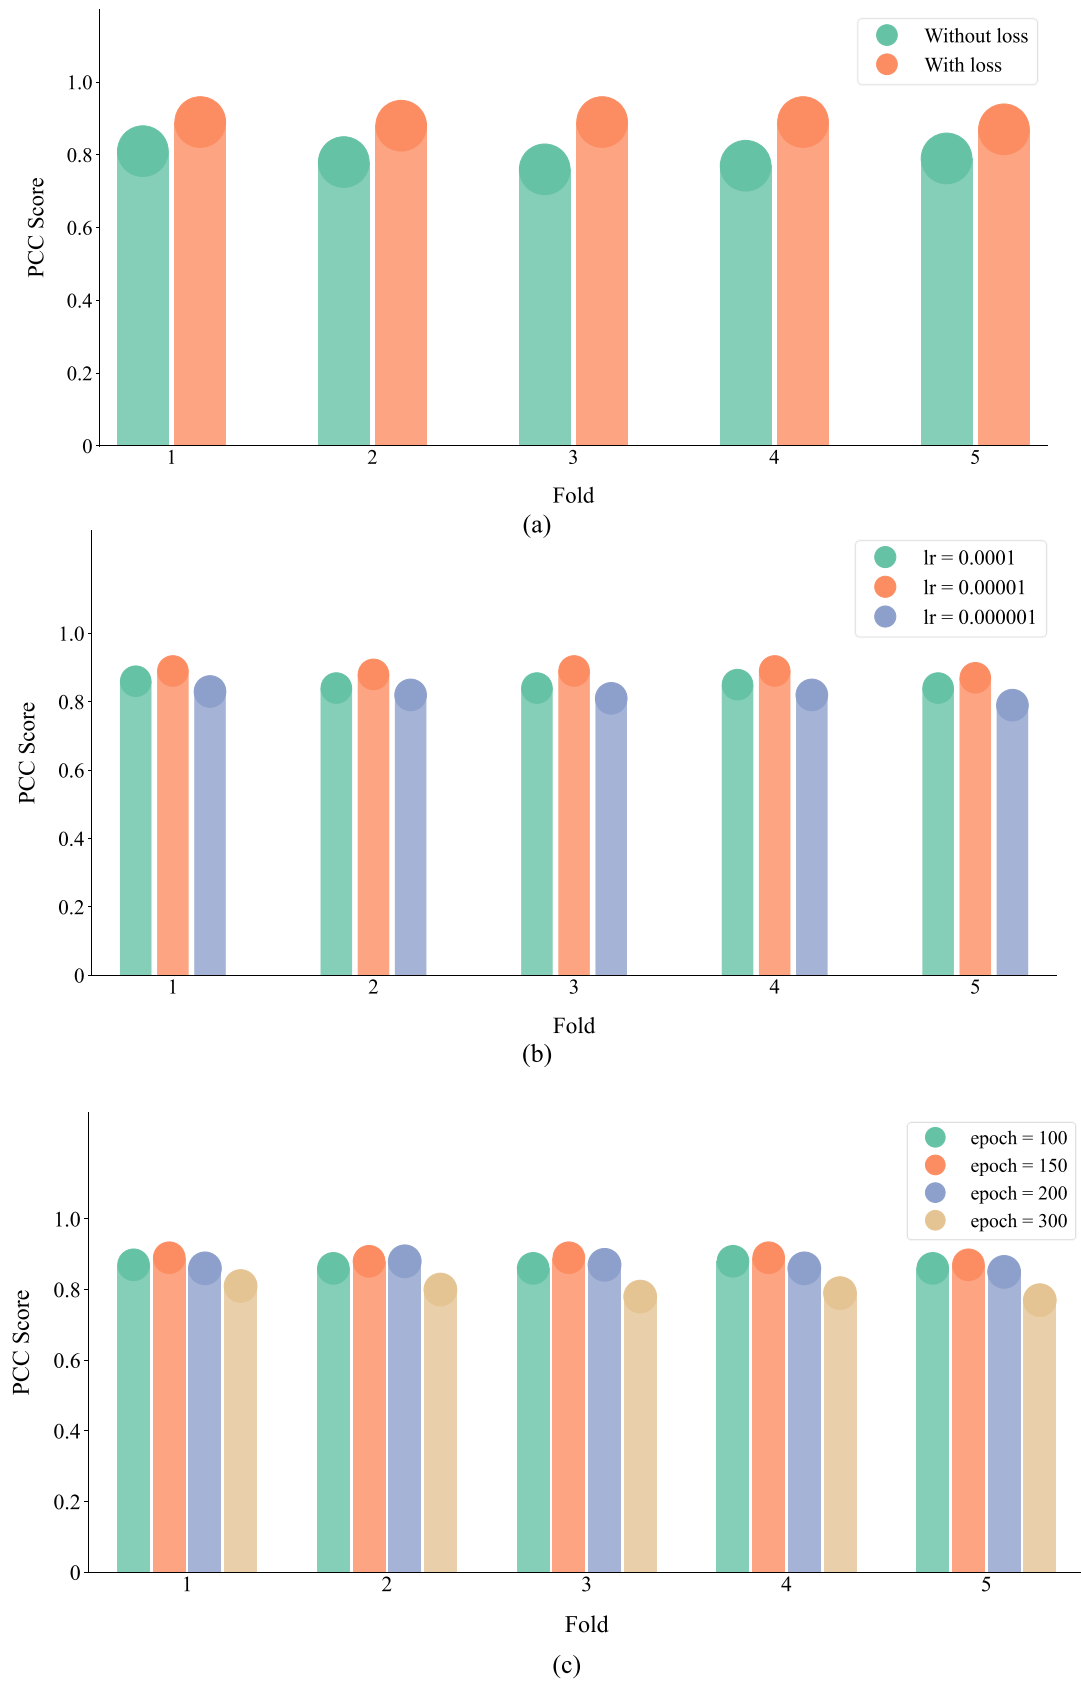 Without loss
With loss
1.0
0.8
0.6
0.4
0.2
0
PCC Score
1 2 3 4 5
Fold
(a)
lr = 0.0001
lr = 0.00001
lr = 0.000001
1.0
0.8
0.6
0.4
0.2
0
PCC Score
1 2 3 4 5
Fold
(b)
epoch = 100
epoch = 150
epoch = 200
epoch = 300
1.0
0.8
0.6
0.4
0.2
0
PCC Score
1 2 3 4 5
Fold
(c)